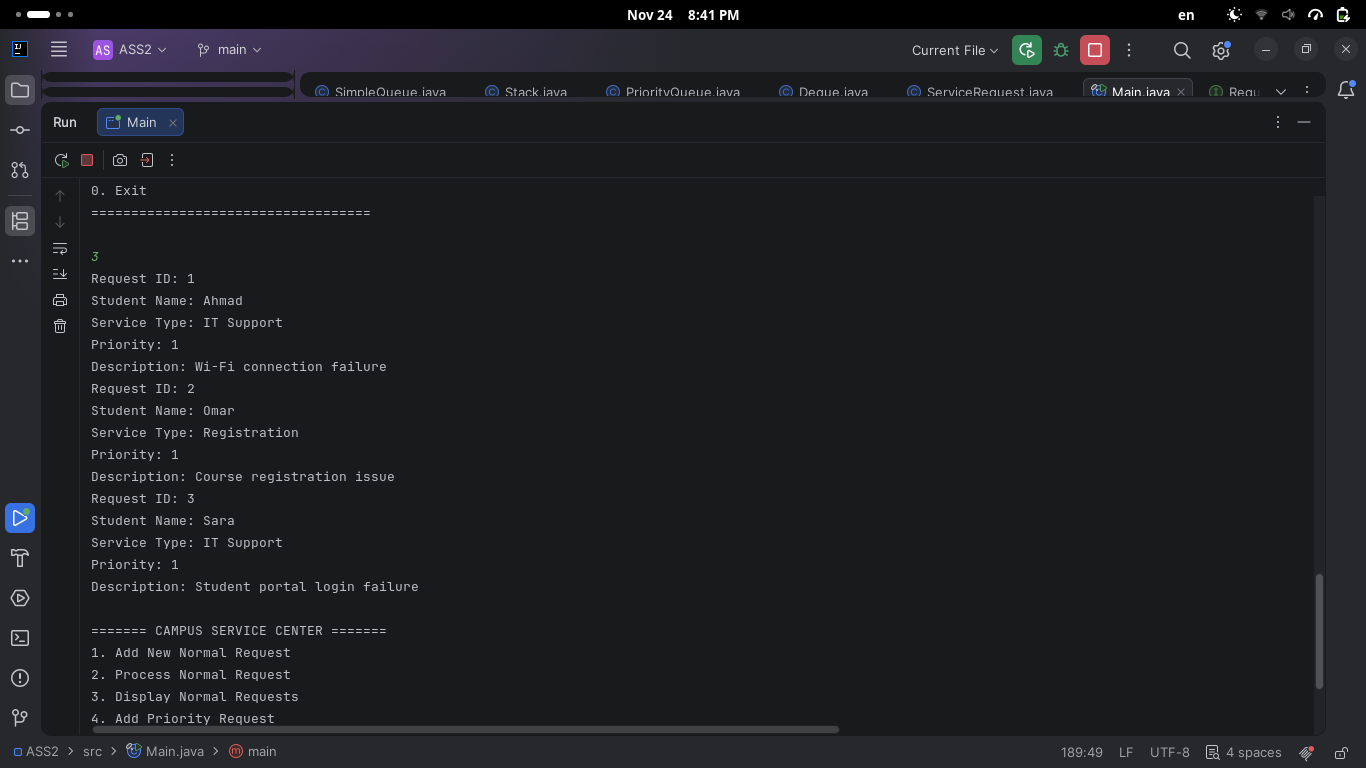 Nov 24 8:41 PM
en
AS ASS2
main
Current File
SimpleQueue.java
Stack.java
PriorityQueue.java
Deque.java
ServiceRequest.java
Main.java
Requ
Run
Main
0. Exit
===================================
3
Request ID: 1
Student Name: Ahmad
Service Type: IT Support
Priority: 1
Description: Wi-Fi connection failure
Request ID: 2
Student Name: Omar
Service Type: Registration
Priority: 1
Description: Course registration issue
Request ID: 3
Student Name: Sara
Service Type: IT Support
Priority: 1
Description: Student portal login failure
======= CAMPUS SERVICE CENTER =======
1. Add New Normal Request
2. Process Normal Request
3. Display Normal Requests
4. Add Priority Request
ASS2 > src > Main.java > main
189:49 LF UTF-8 4 spaces